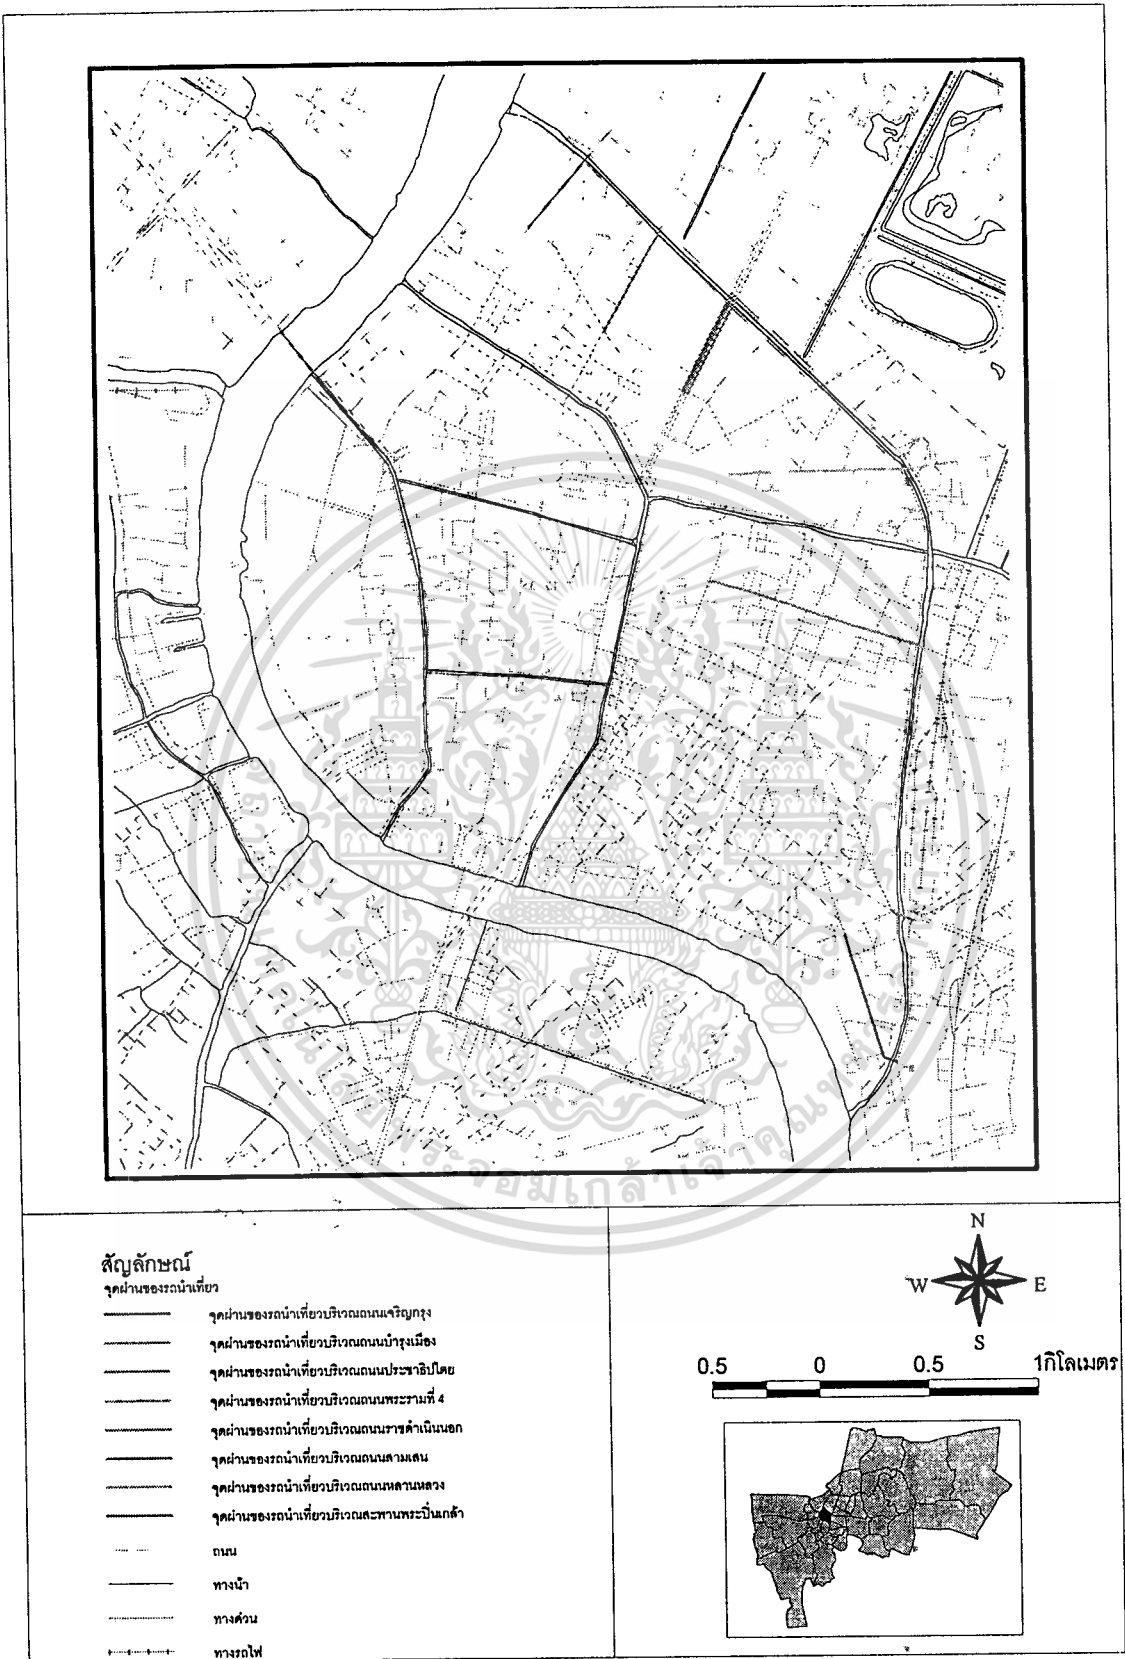 สัญลักษณ์
จุดผ่านของรถนำเที่ยว
จุดผ่านของรถนำเที่ยวบริเวณถนนเจริญกรุง
จุดผ่านของรถนำเที่ยวบริเวณถนนบำรุงเมือง
จุดผ่านของรถนำเที่ยวบริเวณถนนประชาธิปไตย
จุดผ่านของรถนำเที่ยวบริเวณถนนพระรามที่ 4
จุดผ่านของรถนำเที่ยวบริเวณถนนราชดำเนินนอก
จุดผ่านของรถนำเที่ยวบริเวณถนนสามเสน
จุดผ่านของรถนำเที่ยวบริเวณถนนหลานหลวง
จุดผ่านของรถนำเที่ยวบริเวณสะพานพระปิ่นเกล้า
ถนน
ทางน้ำ
ทางด่วน
ทางรถไฟ
N
W E
S
0.5 0 0.5 1กิโลเมตร